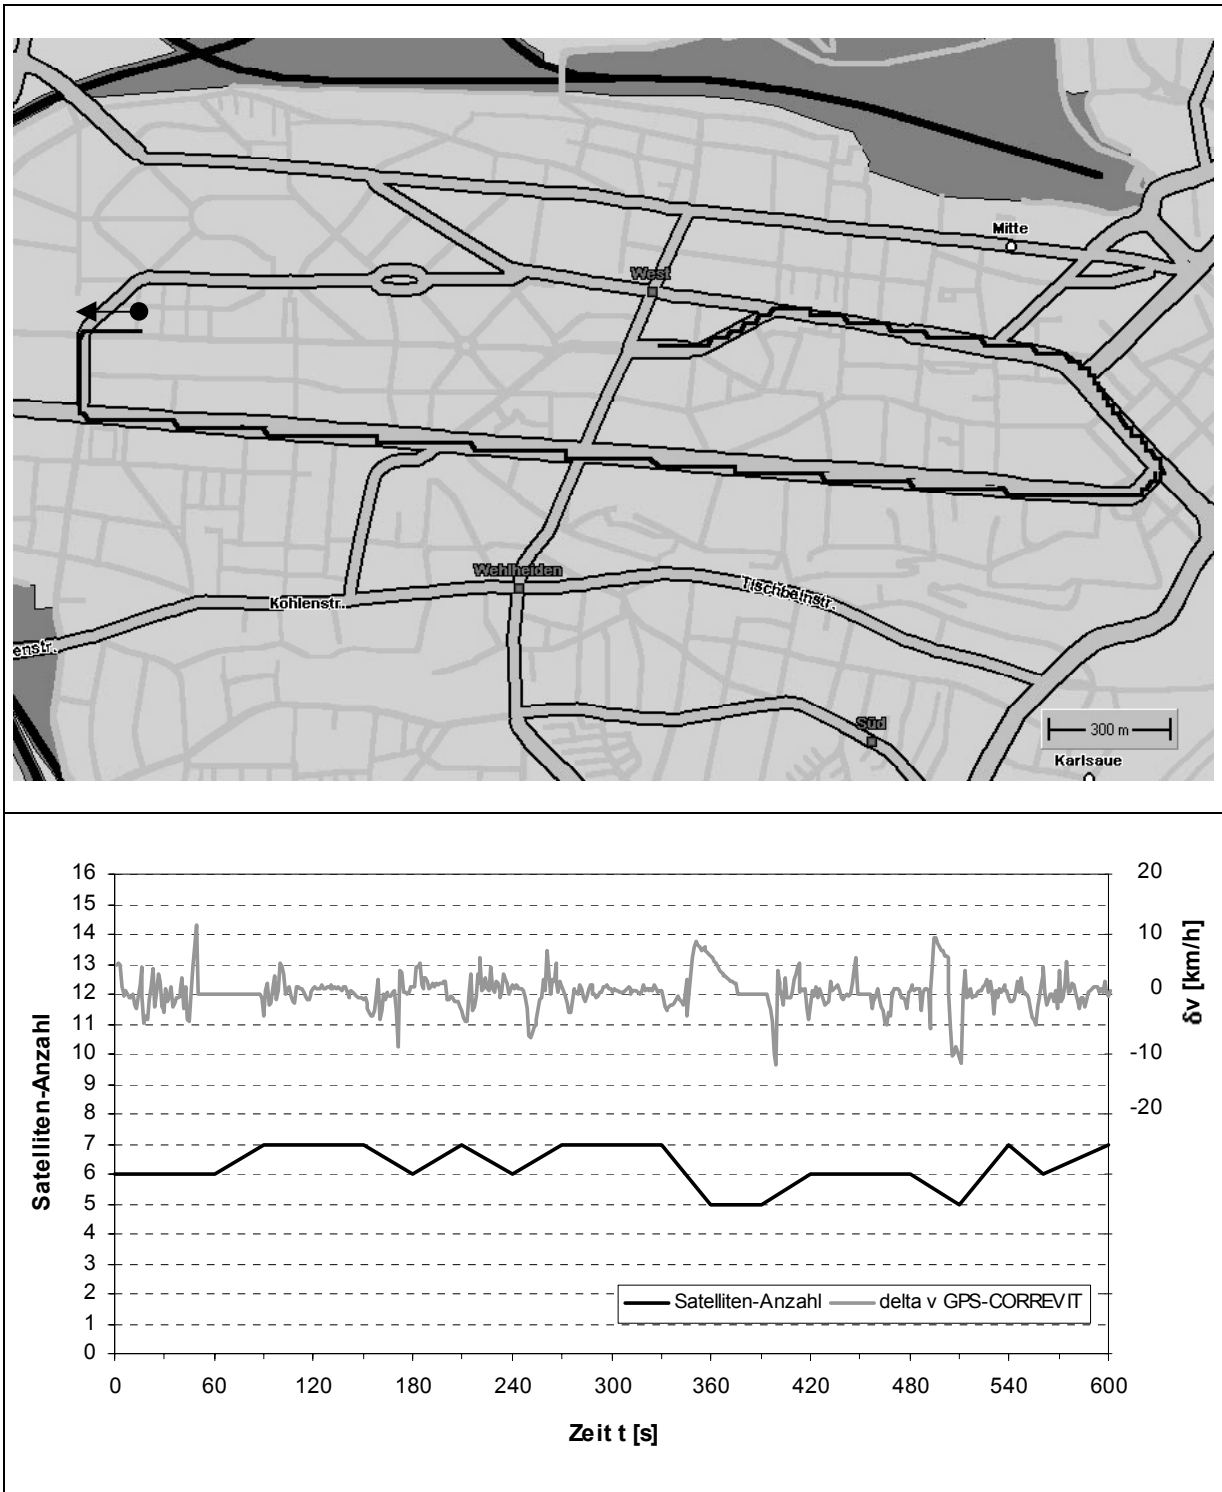 Mitte
West
Wehlheiden
Tischbeinstr.
Kohlenstr.
enstr.
300 m
Süd
Karlsaue
16
15
14
13
12
11
10
9
8
7
6
5
4
3
2
1
0
Satelliten-Anzahl
20
10
0
-10
-20
δv [km/h]
Satelliten-Anzahl delta v GPS-CORREVIT
0 60 120 180 240 300 360 420 480 540 600
Zeit t [s]